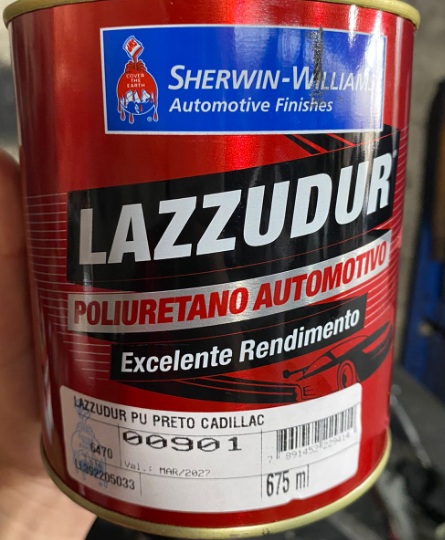 COVER
THE
EARTH
SHERWIN-WILLIAMS
Automotive Finishes
LAZZUDUR
POLIURETANO AUTOMOTIVO
Excelente Rendimento
LAZZUDUR PU PRETO CADILLAC
6470
00901
Val.: MAR/2027
675 ml